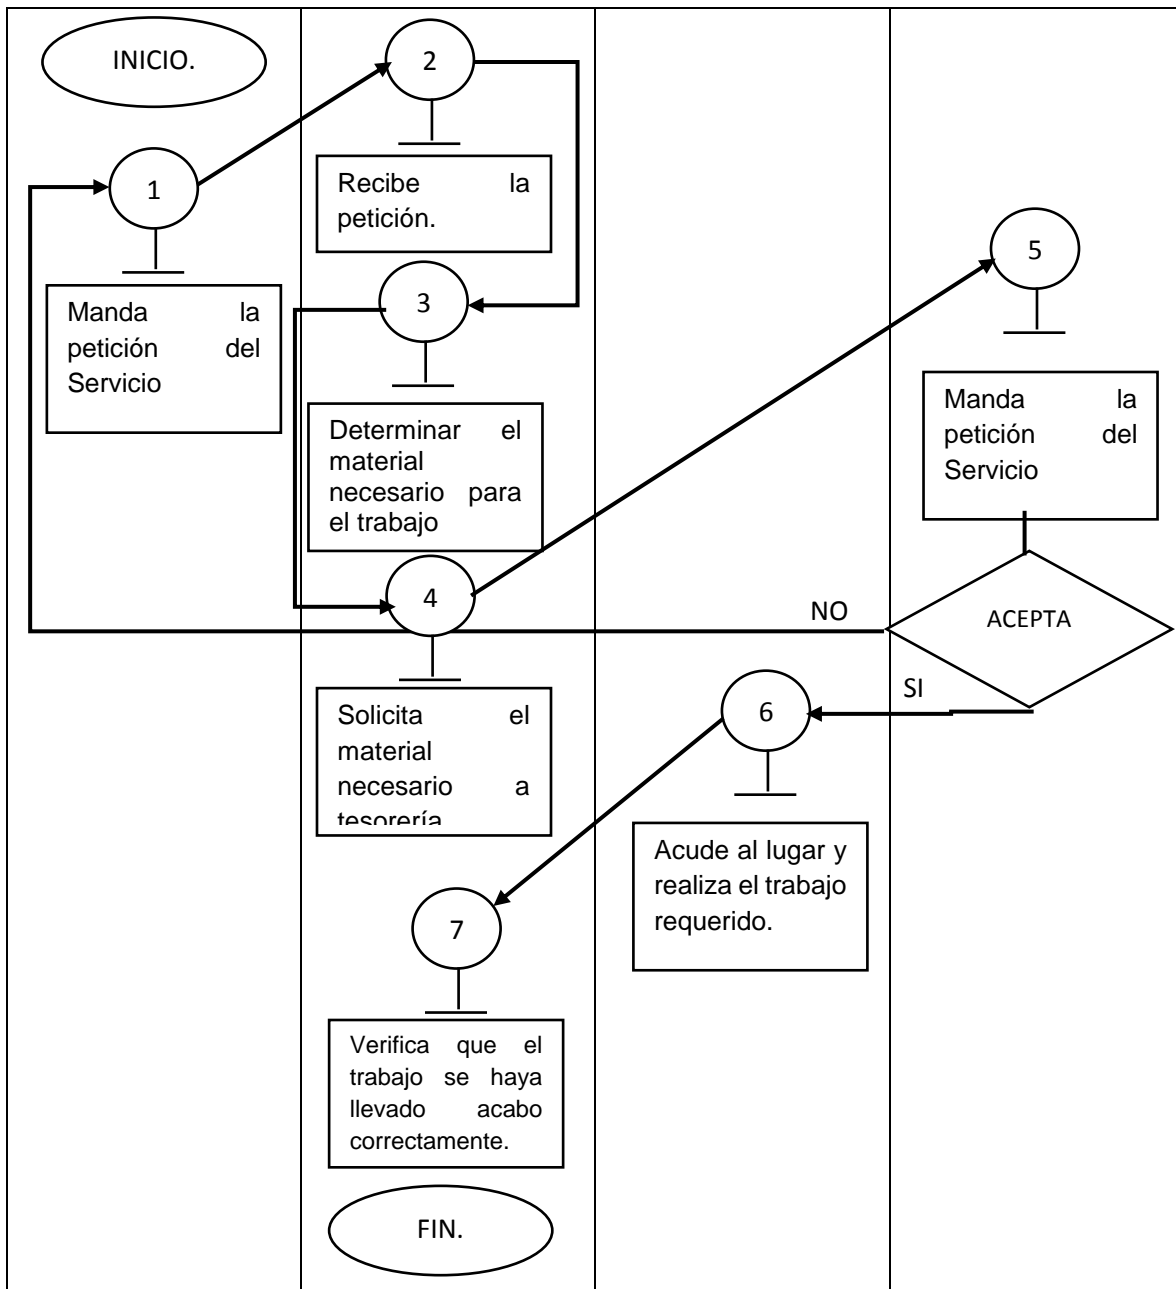 INICIO.
1
Manda la
petición del
Servicio
2
Recibe la
petición.
3
Determinar el
material
necesario para
el trabajo
4
Solicita el
material
necesario a
tesorería
5
Manda la
petición del
Servicio
ACEPTA
NO
SI
6
Acude al lugar y
realiza el trabajo
requerido.
7
Verifica que el
trabajo se haya
llevado acabo
correctamente.
FIN.